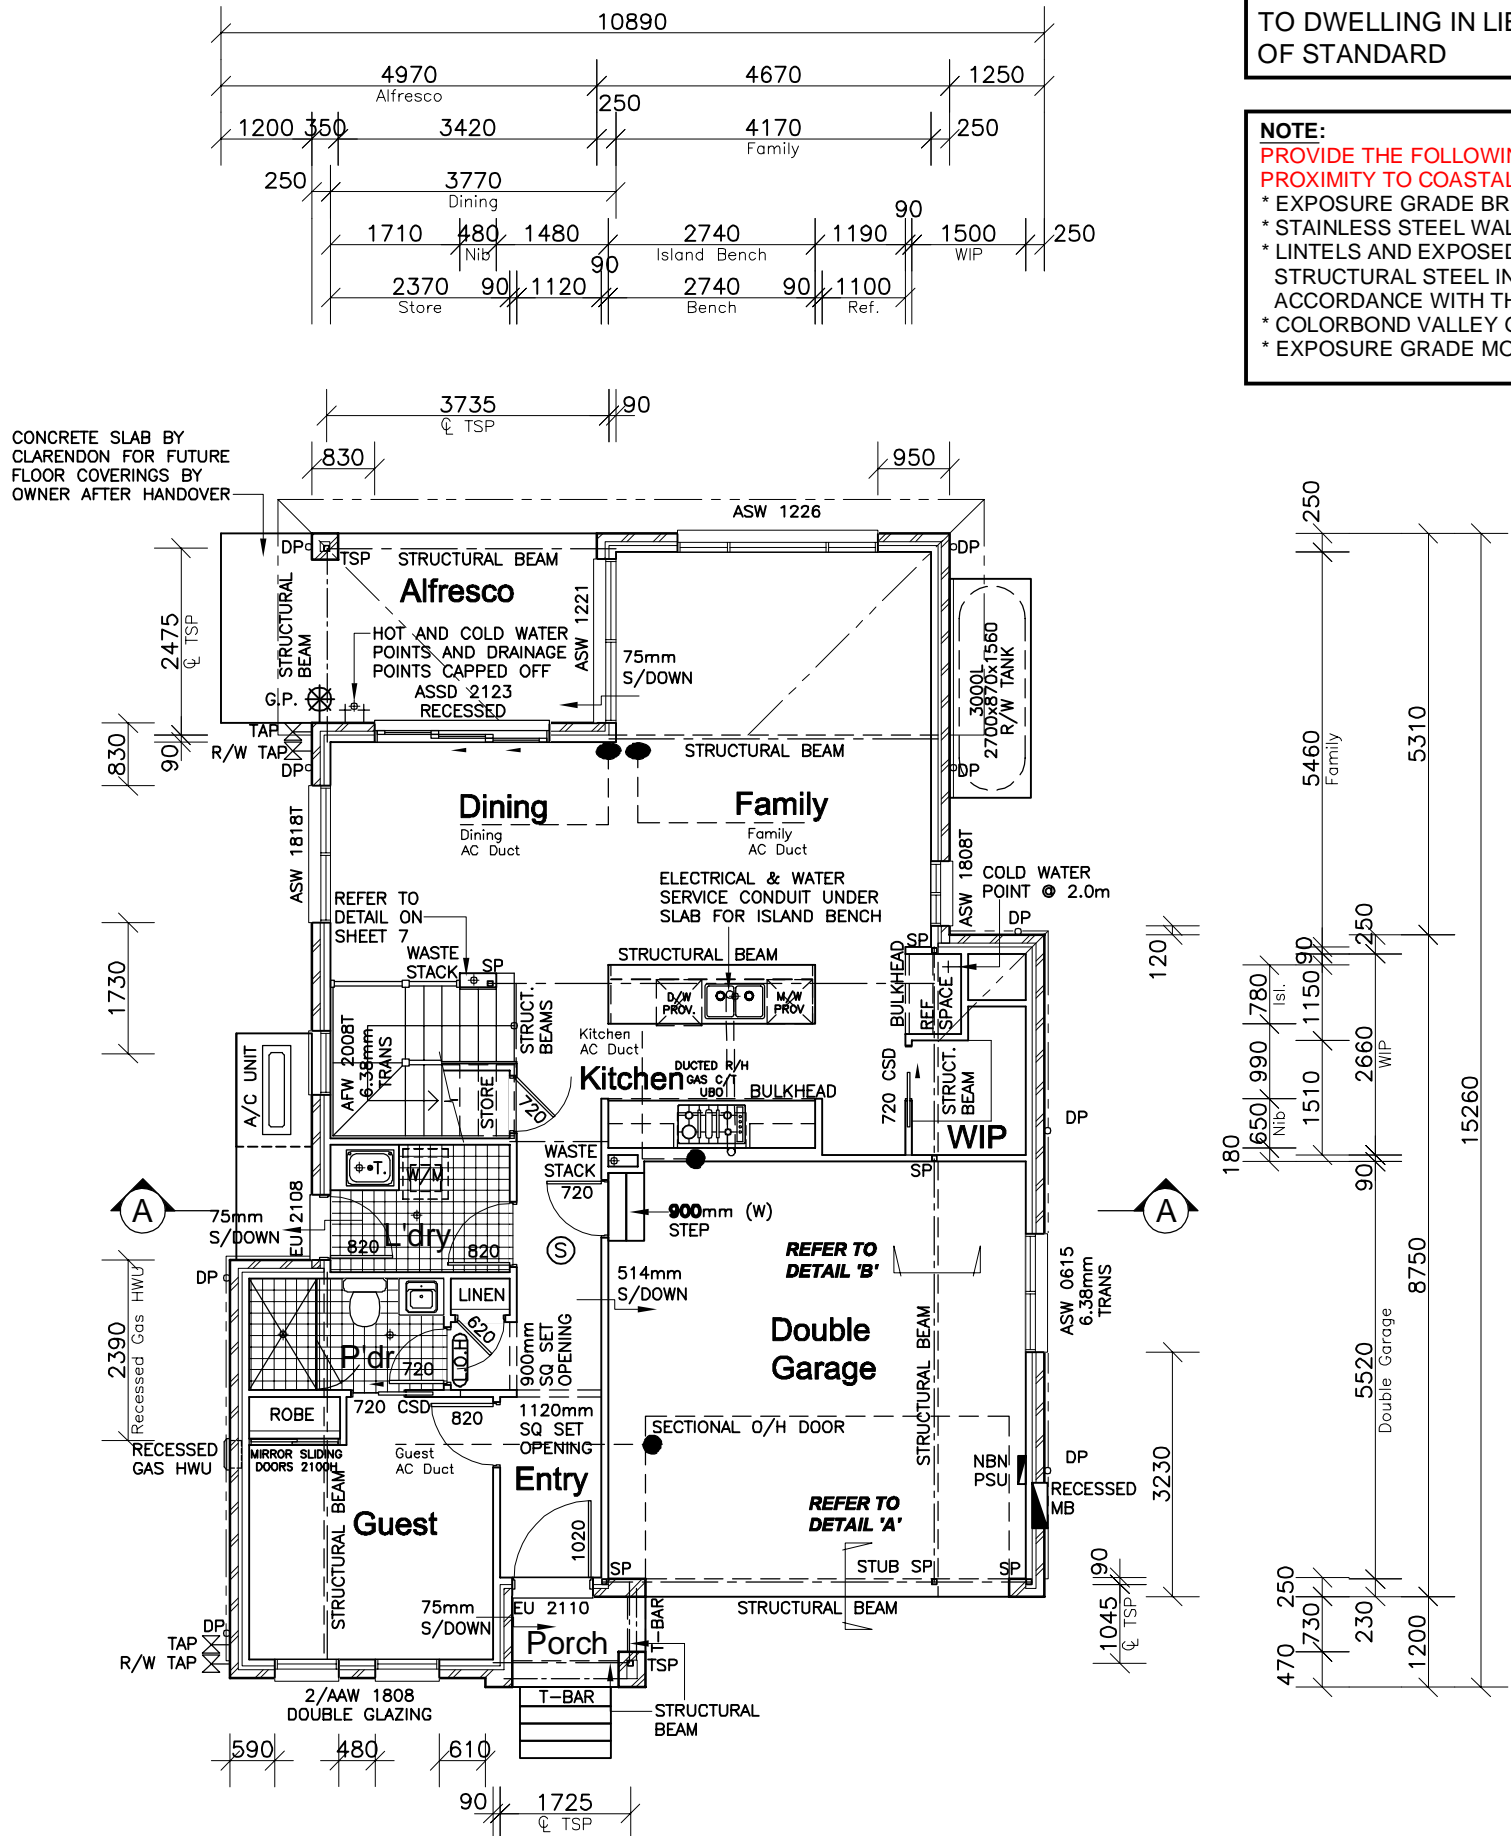 10890
TO DWELLING IN LIE
OF STANDARD
4970
Alfresco
4670
1250
250
1200
350
3420
4170
Family
250
250
3770
Dining
1710
480
Nib
1480
2740
Island Bench
1190
90
1500
WIP
250
2370
Store
90
1120
90
2740
Bench
90
1100
Ref.
NOTE:
PROVIDE THE FOLLOWIN
PROXIMITY TO COASTAL
* EXPOSURE GRADE BR
* STAINLESS STEEL WAL
* LINTELS AND EXPOSED
STRUCTURAL STEEL IN
ACCORDANCE WITH TH
* COLORBOND VALLEY G
* EXPOSURE GRADE MO
3735
℄ TSP
90
830
950
CONCRETE SLAB BY
CLARENDON FOR FUTURE
FLOOR COVERINGS BY
OWNER AFTER HANDOVER
ASW 1226
DP
TSP
STRUCTURAL BEAM
DP
Alfresco
STRUCTURAL
BEAM
HOT AND COLD WATER
POINTS AND DRAINAGE
POINTS CAPPED OFF
ASSD 2123
RECESSED
ASW 1221
75mm
S/DOWN
G.P.
TAP
R/W TAP
DP
2475
℄ TSP
830
90
3000L
2700x870x1560
R/W TANK
STRUCTURAL BEAM
DP
Dining
Dining
AC Duct
Family
Family
AC Duct
ASW 1818T
ASW 1808T
ELECTRICAL & WATER
SERVICE CONDUIT UNDER
SLAB FOR ISLAND BENCH
COLD WATER
POINT @ 2.0m
DP
REFER TO
DETAIL ON
SHEET 7
WASTE
STACK
SP
STRUCTURAL BEAM
SP
BULKHEAD
REF
SPACE
D/W
PROV.
M/W
PROV
STRUCT.
BEAMS
Kitchen
AC Duct
Kitchen
DUCTED R/H
GAS C/T
UBO
BULKHEAD
1730
A/C UNIT
AFW 2008T
6.38mm
TRANS
STORE
720
720 CSD
STRUCT.
BEAM
WIP
DP
WASTE
STACK
SP
T.
W/M
720
900mm (W)
STEP
A
75mm
S/DOWN
EU 2108
820
L'dry
820
S
A
REFER TO
DETAIL 'B'
514mm
S/DOWN
DP
LINEN
620
L.O.H
P'dr
720
900mm
SQ SET
OPENING
Double
Garage
STRUCTURAL BEAM
ASW 0615
6.38mm
TRANS
2390
Recessed Gas HWU
ROBE
720
CSD
820
1120mm
SQ SET
OPENING
SECTIONAL O/H DOOR
RECESSED
GAS HWU
MIRROR SLIDING
DOORS 2100H
Guest
AC Duct
Entry
NBN
PSU
DP
RECESSED
MB
Guest
STRUCTURAL BEAM
1020
REFER TO
DETAIL 'A'
SP
STUB SP
SP
75mm
S/DOWN
EU 2110
Porch
T-BAR
STRUCTURAL BEAM
DP
TAP
R/W TAP
TSP
2/AAW 1808
DOUBLE GLAZING
T-BAR
STRUCTURAL
BEAM
590
480
610
90
1725
℄ TSP
250
5460
Family
5310
120
90
250
780
Isl.
1150
990
2660
WIP
1510
650
Nib
180
90
15260
8750
5520
Double Garage
3230
90
1045
℄ TSP
250
730
470
230
1200